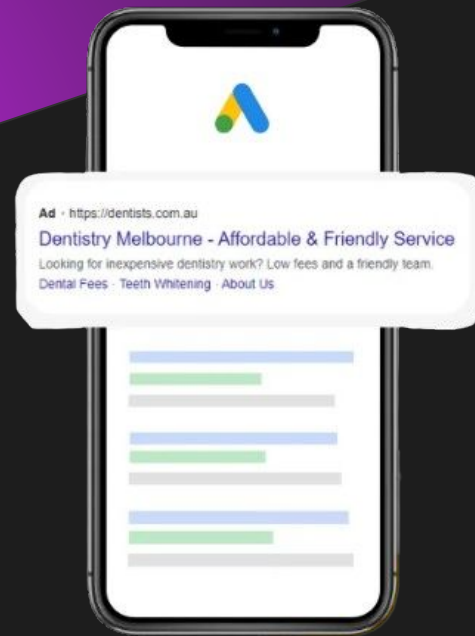 Ad · https://dentists.com.au
Dentistry Melbourne - Affordable & Friendly Service
Looking for inexpensive dentistry work? Low fees and a friendly team.
Dental Fees · Teeth Whitening · About Us